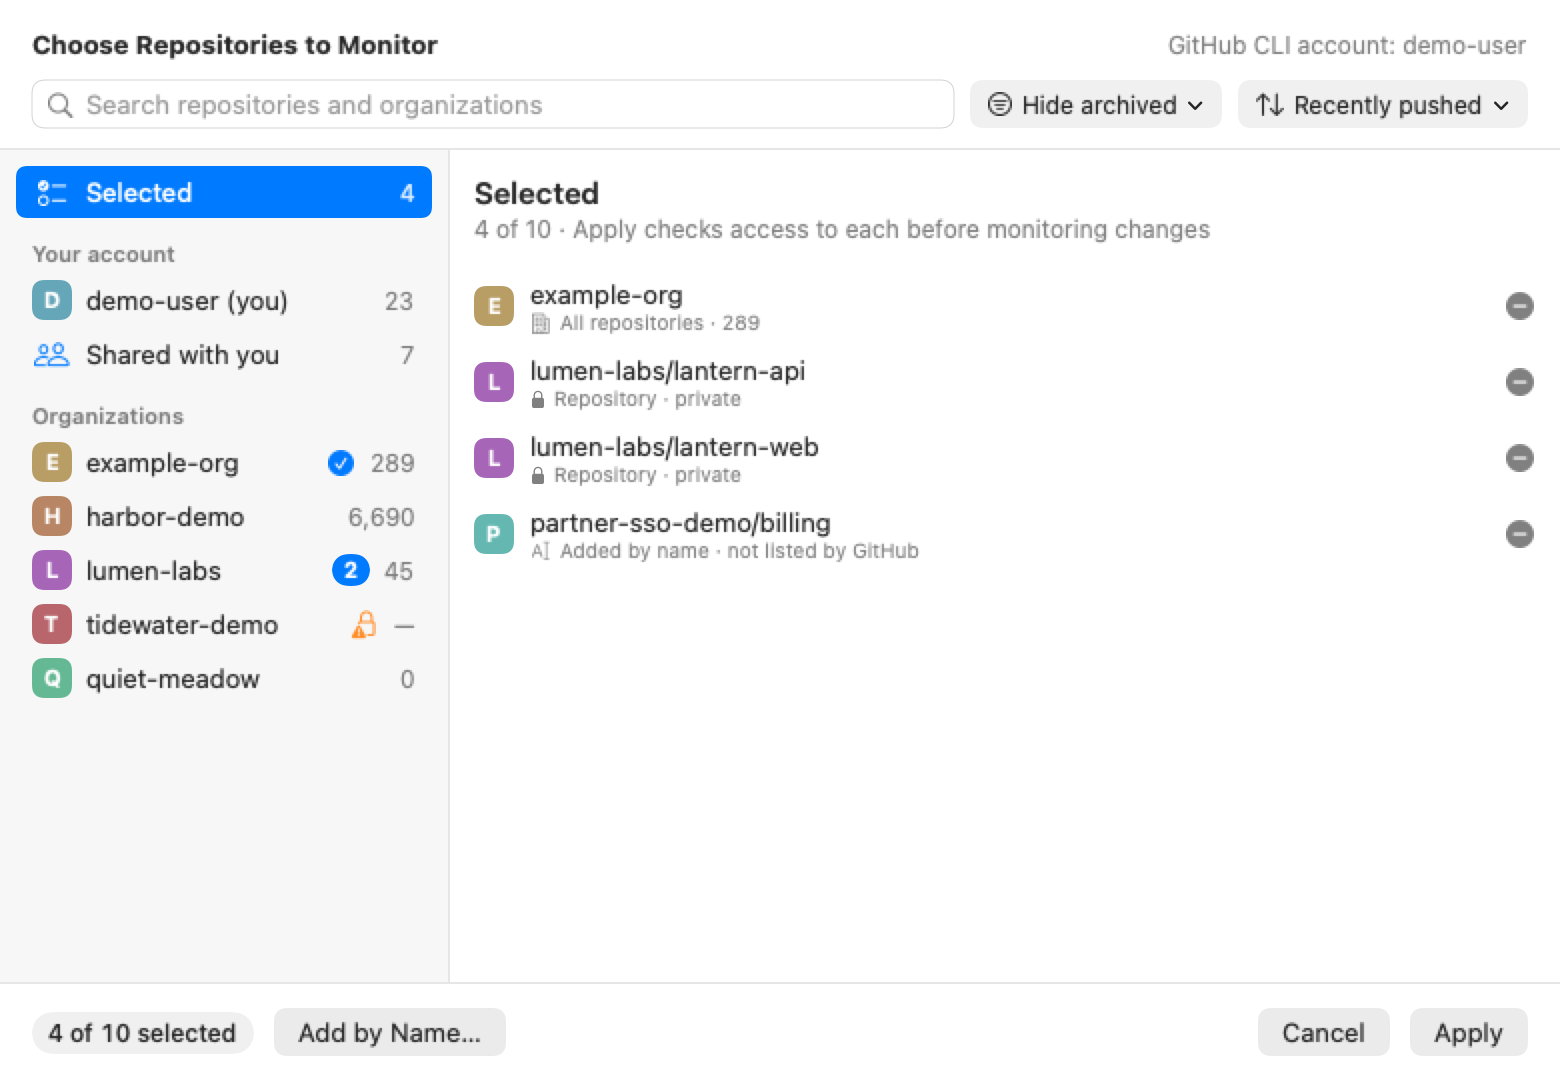 Choose Repositories to Monitor
GitHub CLI account: demo-user
Search repositories and organizations
Hide archived
Recently pushed
Selected 4
Your account
D demo-user (you) 23
Shared with you 7
Organizations
E example-org 289
H harbor-demo 6,690
L lumen-labs 2 45
T tidewater-demo —
Q quiet-meadow 0
Selected
4 of 10 · Apply checks access to each before monitoring changes
E example-org
All repositories · 289
L lumen-labs/lantern-api
Repository · private
L lumen-labs/lantern-web
Repository · private
P partner-sso-demo/billing
Added by name · not listed by GitHub
4 of 10 selected
Add by Name...
Cancel
Apply